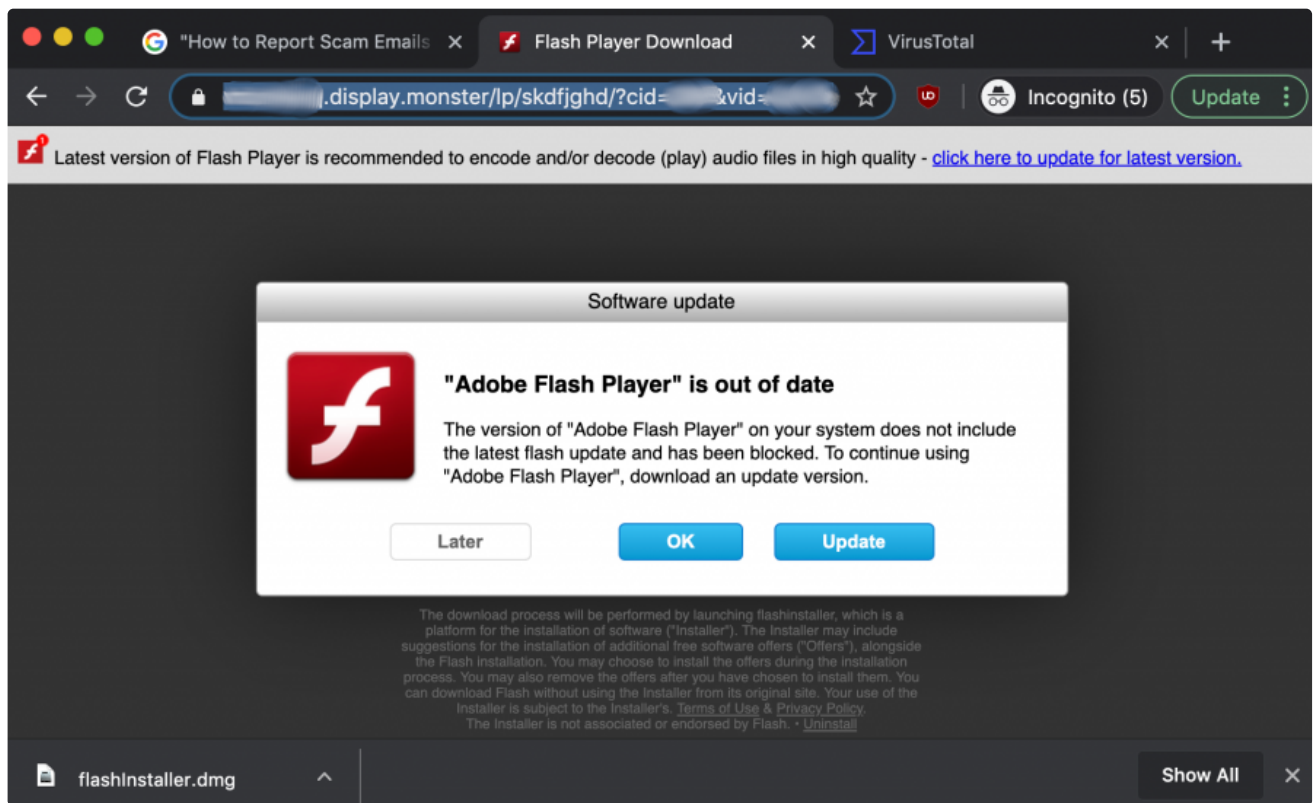 "How to Report Scam Emails
Flash Player Download
VirusTotal
.display.monster/lp/skdfjghd/?cid= &vid=
Incognito (5)
Update
1
Latest version of Flash Player is recommended to encode and/or decode (play) audio files in high quality - click here to update for latest version.
Software update
"Adobe Flash Player" is out of date
The version of "Adobe Flash Player" on your system does not include
the latest flash update and has been blocked. To continue using
"Adobe Flash Player", download an update version.
Later
OK
Update
The download process will be performed by launching flashinstaller, which is a
platform for the installation of software ("Installer"). The Installer may include
suggestions for the installation of additional free software offers ("Offers"), alongside
the Flash installation. You may choose to install the offers during the installation
process. You may also remove the offers after you have chosen to install them. You
can download Flash without using the Installer from its original site. Your use of the
Installer is subject to the Installer's. Terms of Use & Privacy Policy.
The Installer is not associated or endorsed by Flash. • Uninstall
flashInstaller.dmg
Show All